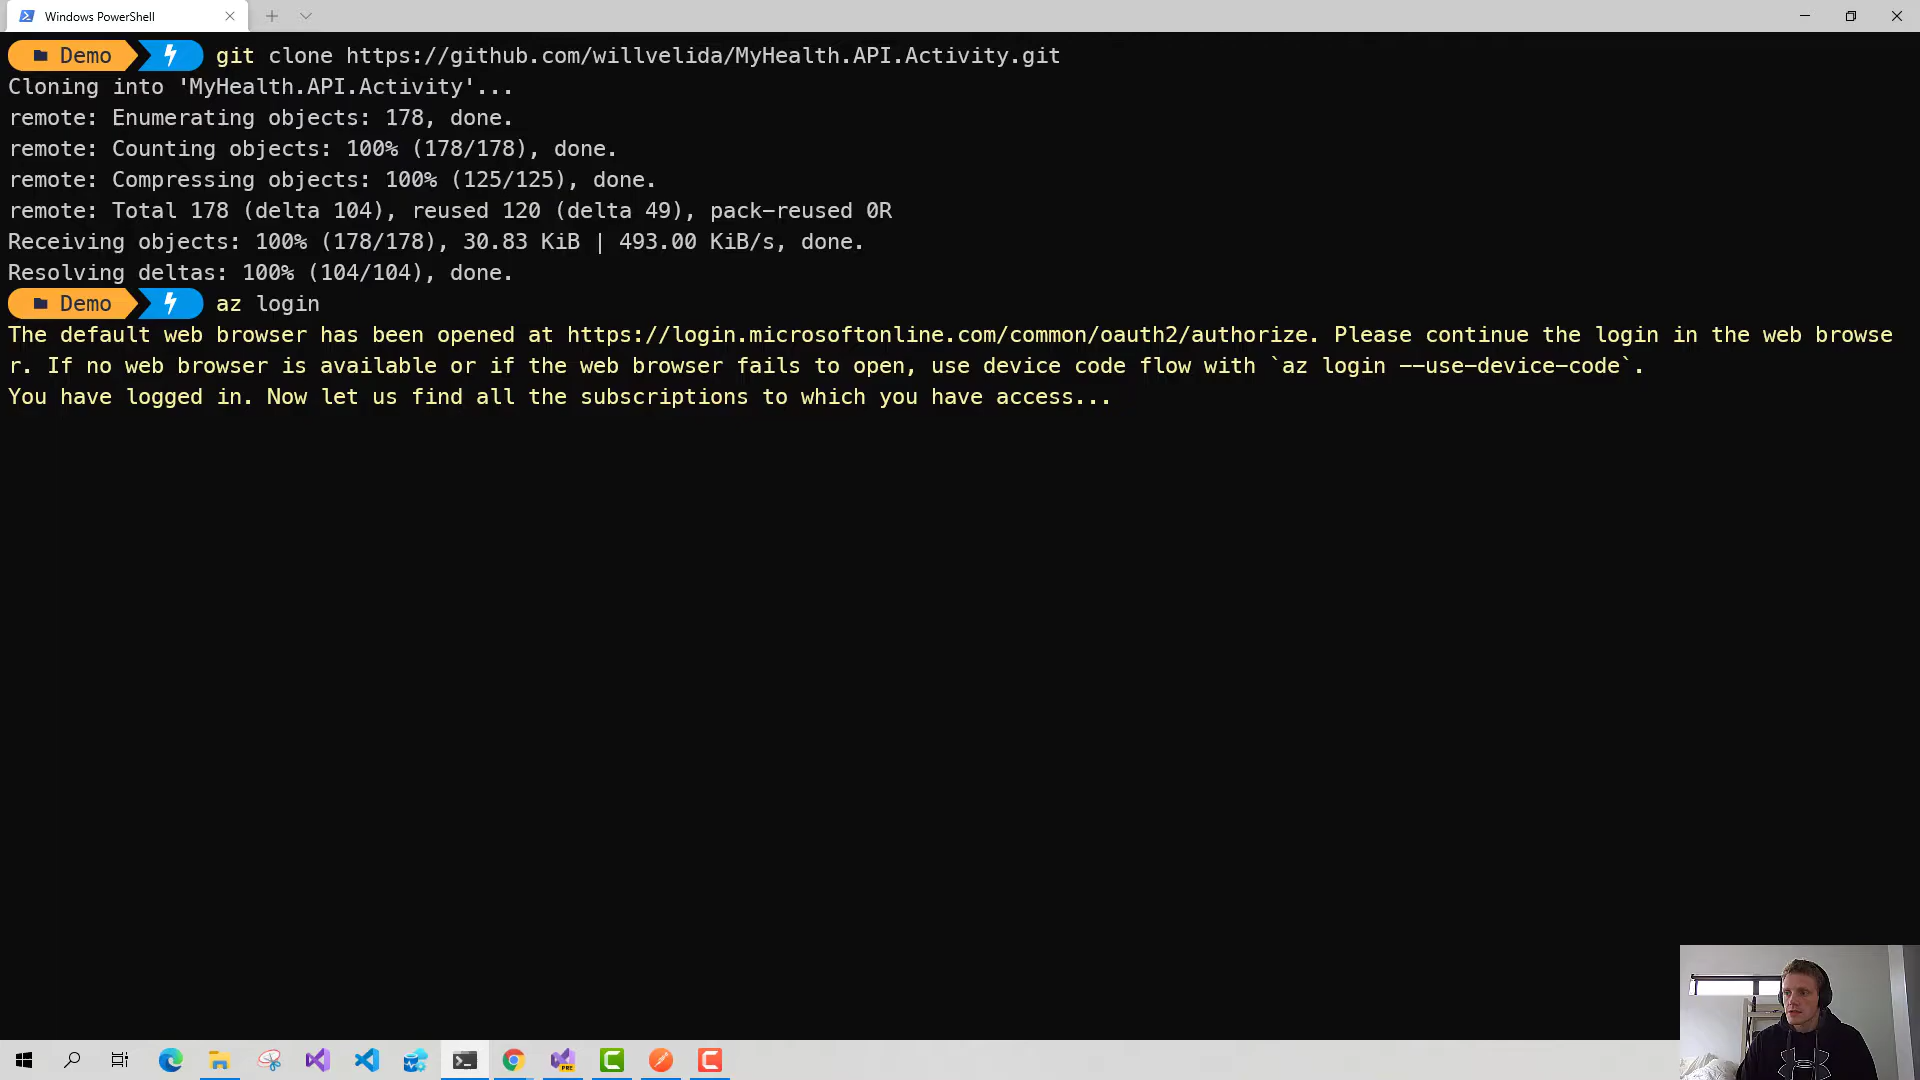 Windows PowerShell
Demo git clone https://github.com/willvelida/MyHealth.API.Activity.git
Cloning into 'MyHealth.API.Activity'...
remote: Enumerating objects: 178, done.
remote: Counting objects: 100% (178/178), done.
remote: Compressing objects: 100% (125/125), done.
remote: Total 178 (delta 104), reused 120 (delta 49), pack-reused 0R
Receiving objects: 100% (178/178), 30.83 KiB | 493.00 KiB/s, done.
Resolving deltas: 100% (104/104), done.
Demo az login
The default web browser has been opened at https://login.microsoftonline.com/common/oauth2/authorize. Please continue the login in the web browse
r. If no web browser is available or if the web browser fails to open, use device code flow with `az login --use-device-code`.
You have logged in. Now let us find all the subscriptions to which you have access...
PRE